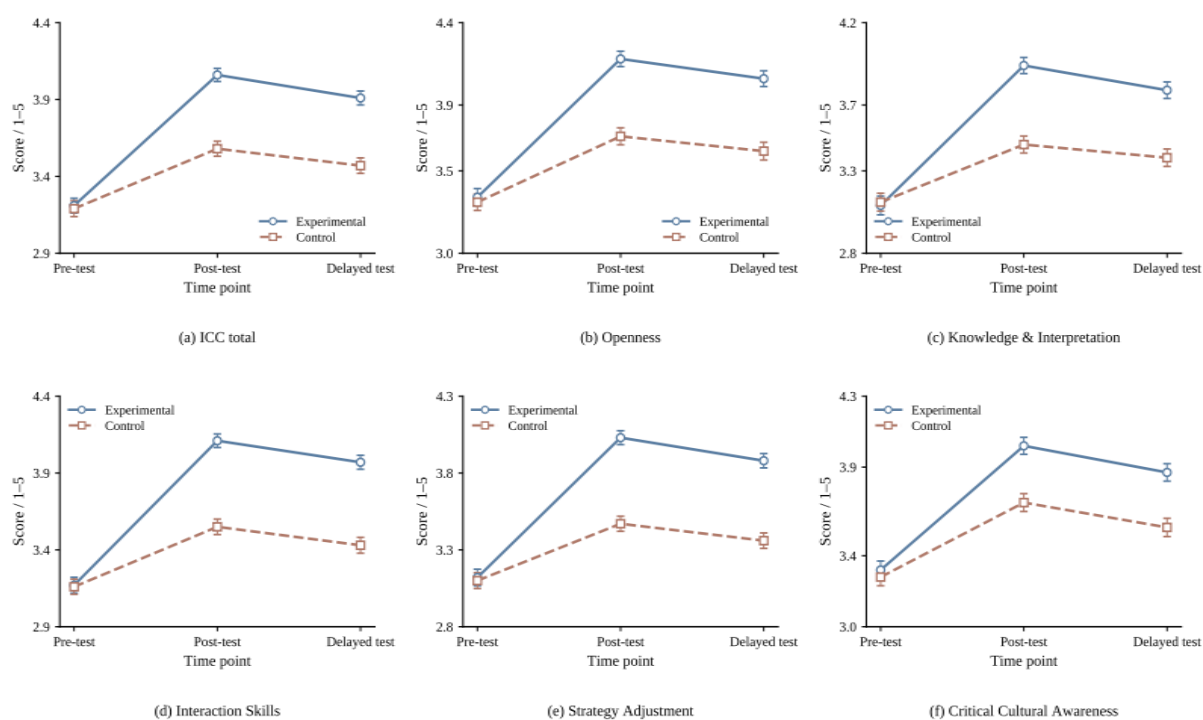 4.4
3.9
3.4
2.9
Score / 1–5
Experimental
Control
Pre-test Post-test Delayed test
Time point
(a) ICC total
4.4
3.9
3.5
3.0
Score / 1–5
Experimental
Control
Pre-test Post-test Delayed test
Time point
(b) Openness
4.2
3.7
3.3
2.8
Score / 1–5
Experimental
Control
Pre-test Post-test Delayed test
Time point
(c) Knowledge & Interpretation
4.4
3.9
3.4
2.9
Score / 1–5
Experimental
Control
Pre-test Post-test Delayed test
Time point
(d) Interaction Skills
4.3
3.8
3.3
2.8
Score / 1–5
Experimental
Control
Pre-test Post-test Delayed test
Time point
(e) Strategy Adjustment
4.3
3.9
3.4
3.0
Score / 1–5
Experimental
Control
Pre-test Post-test Delayed test
Time point
(f) Critical Cultural Awareness